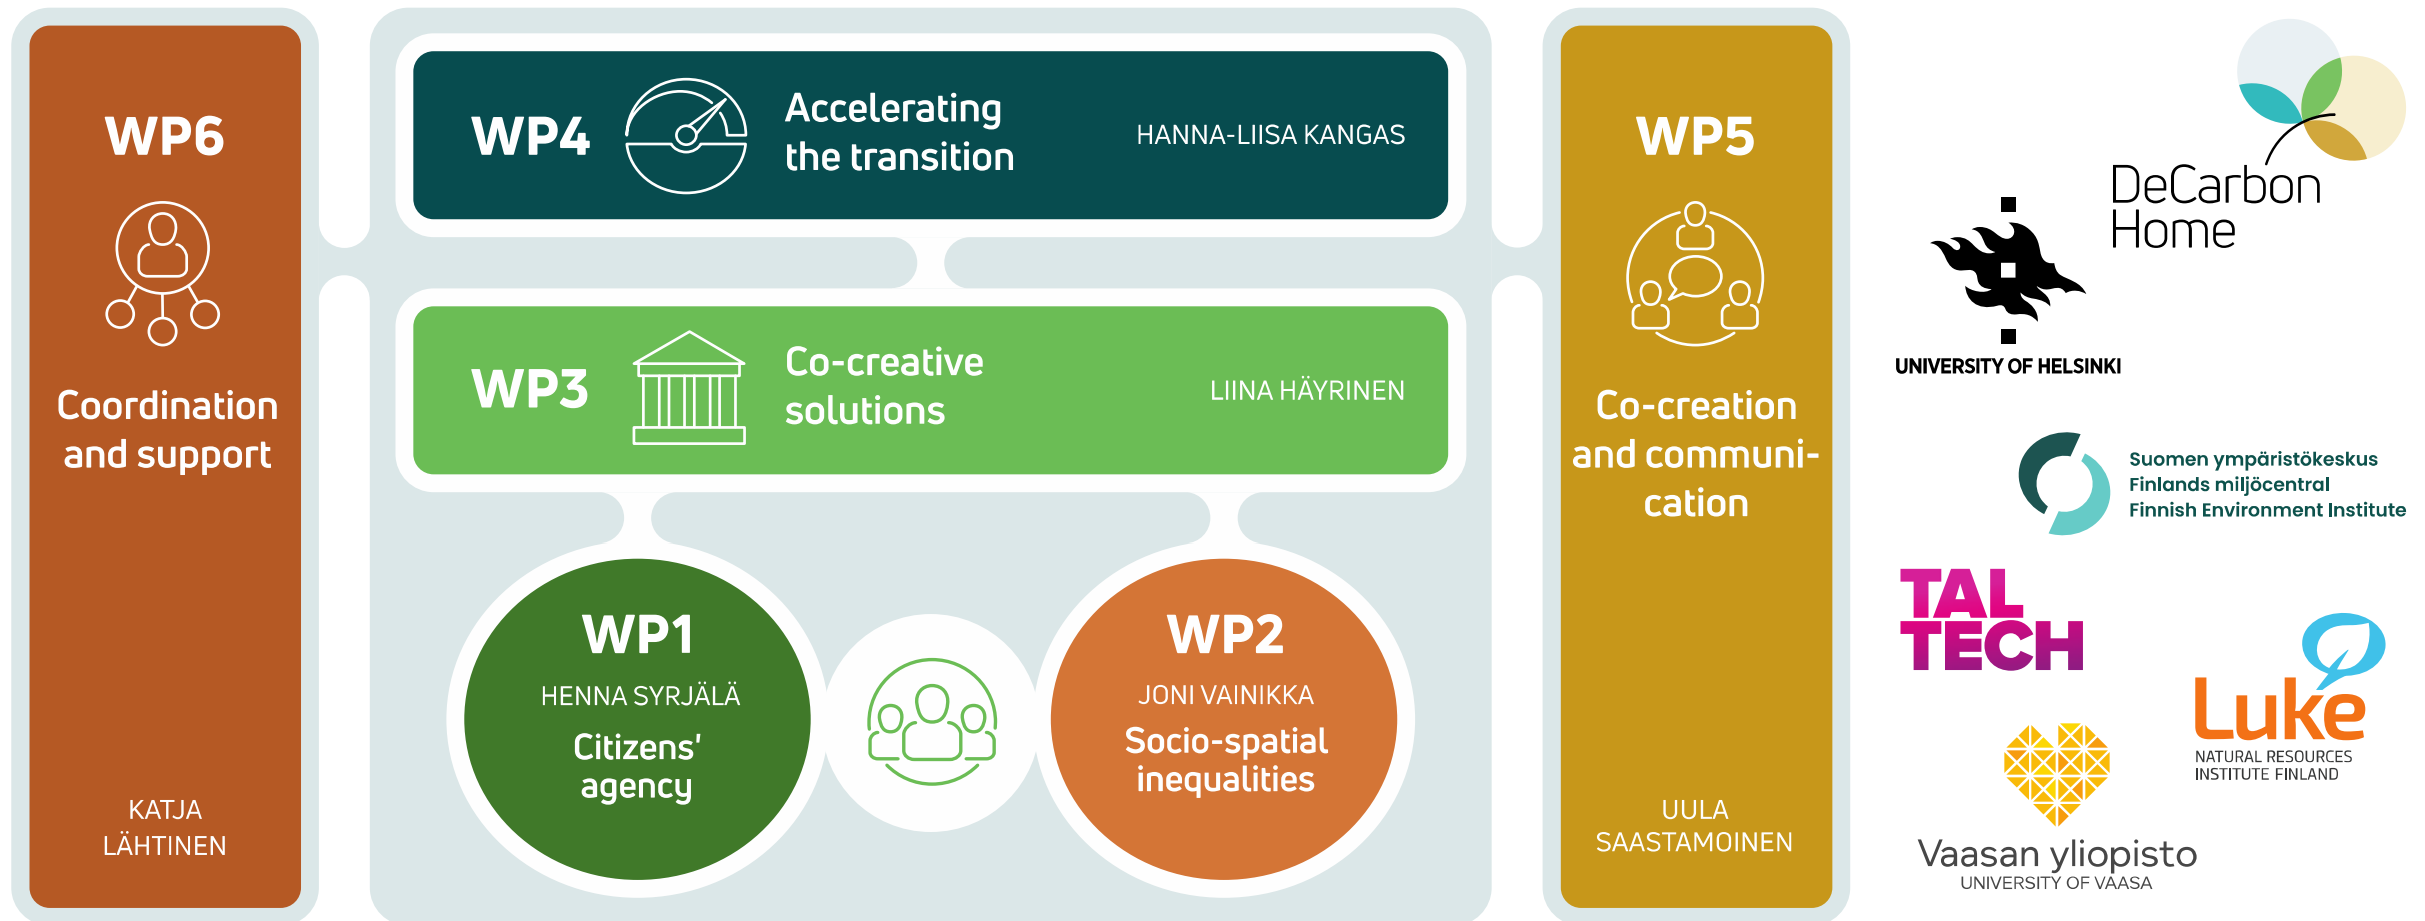 WP6
Coordination
and support
KATJA
LÄHTINEN
WP4
Accelerating
the transition
HANNA-LIISA KANGAS
WP3
Co-creative
solutions
LIINA HÄYRINEN
WP1
HENNA SYRJÄLÄ
Citizens'
agency
WP2
JONI VAINIKKA
Socio-spatial
inequalities
WP5
Co-creation
and communi-
cation
UULA
SAASTAMOINEN
DeCarbon
Home
UNIVERSITY OF HELSINKI
Suomen ympäristökeskus
Finlands miljöcentral
Finnish Environment Institute
TAL
TECH
Luke
NATURAL RESOURCES
INSTITUTE FINLAND
Vaasan yliopisto
UNIVERSITY OF VAASA